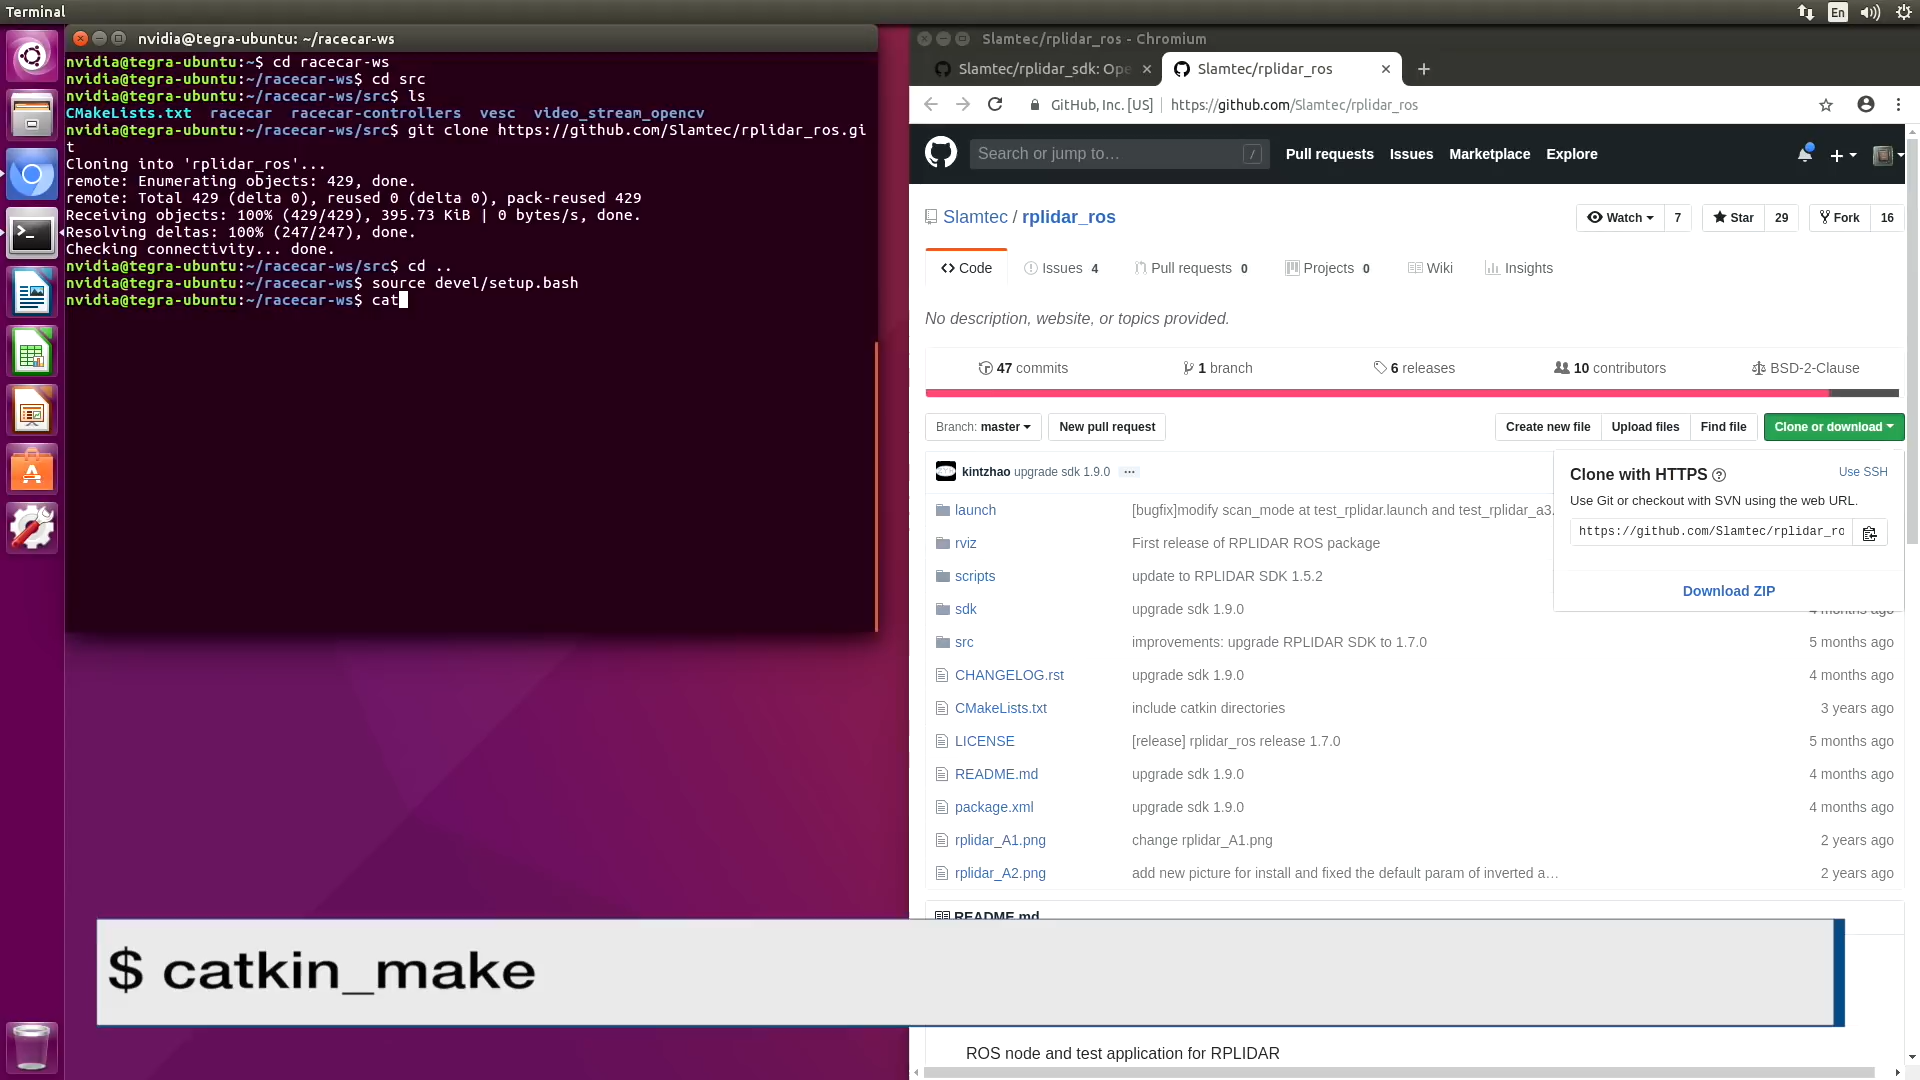 Terminal
En
nvidia@tegra-ubuntu: ~/racecar-ws
nvidia@tegra-ubuntu:~$ cd racecar-ws
nvidia@tegra-ubuntu:~/racecar-ws$ cd src
nvidia@tegra-ubuntu:~/racecar-ws/src$ ls
CMakeLists.txt racecar racecar-controllers vesc video_stream_opencv
nvidia@tegra-ubuntu:~/racecar-ws/src$ git clone https://github.com/Slamtec/rplidar_ros.gi
t
Cloning into 'rplidar_ros'...
remote: Enumerating objects: 429, done.
remote: Total 429 (delta 0), reused 0 (delta 0), pack-reused 429
Receiving objects: 100% (429/429), 395.73 KiB | 0 bytes/s, done.
Resolving deltas: 100% (247/247), done.
Checking connectivity... done.
nvidia@tegra-ubuntu:~/racecar-ws/src$ cd ..
nvidia@tegra-ubuntu:~/racecar-ws$ source devel/setup.bash
nvidia@tegra-ubuntu:~/racecar-ws$ cat
Slamtec/rplidar_ros - Chromium
Slamtec/rplidar_sdk: Ope
Slamtec/rplidar_ros
GitHub, Inc. [US] | https://github.com/Slamtec/rplidar_ros
Search or jump to… / Pull requests Issues Marketplace Explore
Slamtec / rplidar_ros Watch 7 Star 29 Fork 16
<> Code Issues 4 Pull requests 0 Projects 0 Wiki Insights
No description, website, or topics provided.
47 commits 1 branch 6 releases 10 contributors BSD-2-Clause
Branch: master New pull request Create new file Upload files Find file Clone or download
kintzhao upgrade sdk 1.9.0 …
Clone with HTTPS Use SSH
Use Git or checkout with SVN using the web URL.
https://github.com/Slamtec/rplidar_ro
Download ZIP
launch [bugfix]modify scan_mode at test_rplidar.launch and test_rplidar_a3.
rviz First release of RPLIDAR ROS package
scripts update to RPLIDAR SDK 1.5.2
sdk upgrade sdk 1.9.0 4 months ago
src improvements: upgrade RPLIDAR SDK to 1.7.0 5 months ago
CHANGELOG.rst upgrade sdk 1.9.0 4 months ago
CMakeLists.txt include catkin directories 3 years ago
LICENSE [release] rplidar_ros release 1.7.0 5 months ago
README.md upgrade sdk 1.9.0 4 months ago
package.xml upgrade sdk 1.9.0 4 months ago
rplidar_A1.png change rplidar_A1.png 2 years ago
rplidar_A2.png add new picture for install and fixed the default param of inverted a… 2 years ago
README.md
$ catkin_make
ROS node and test application for RPLIDAR